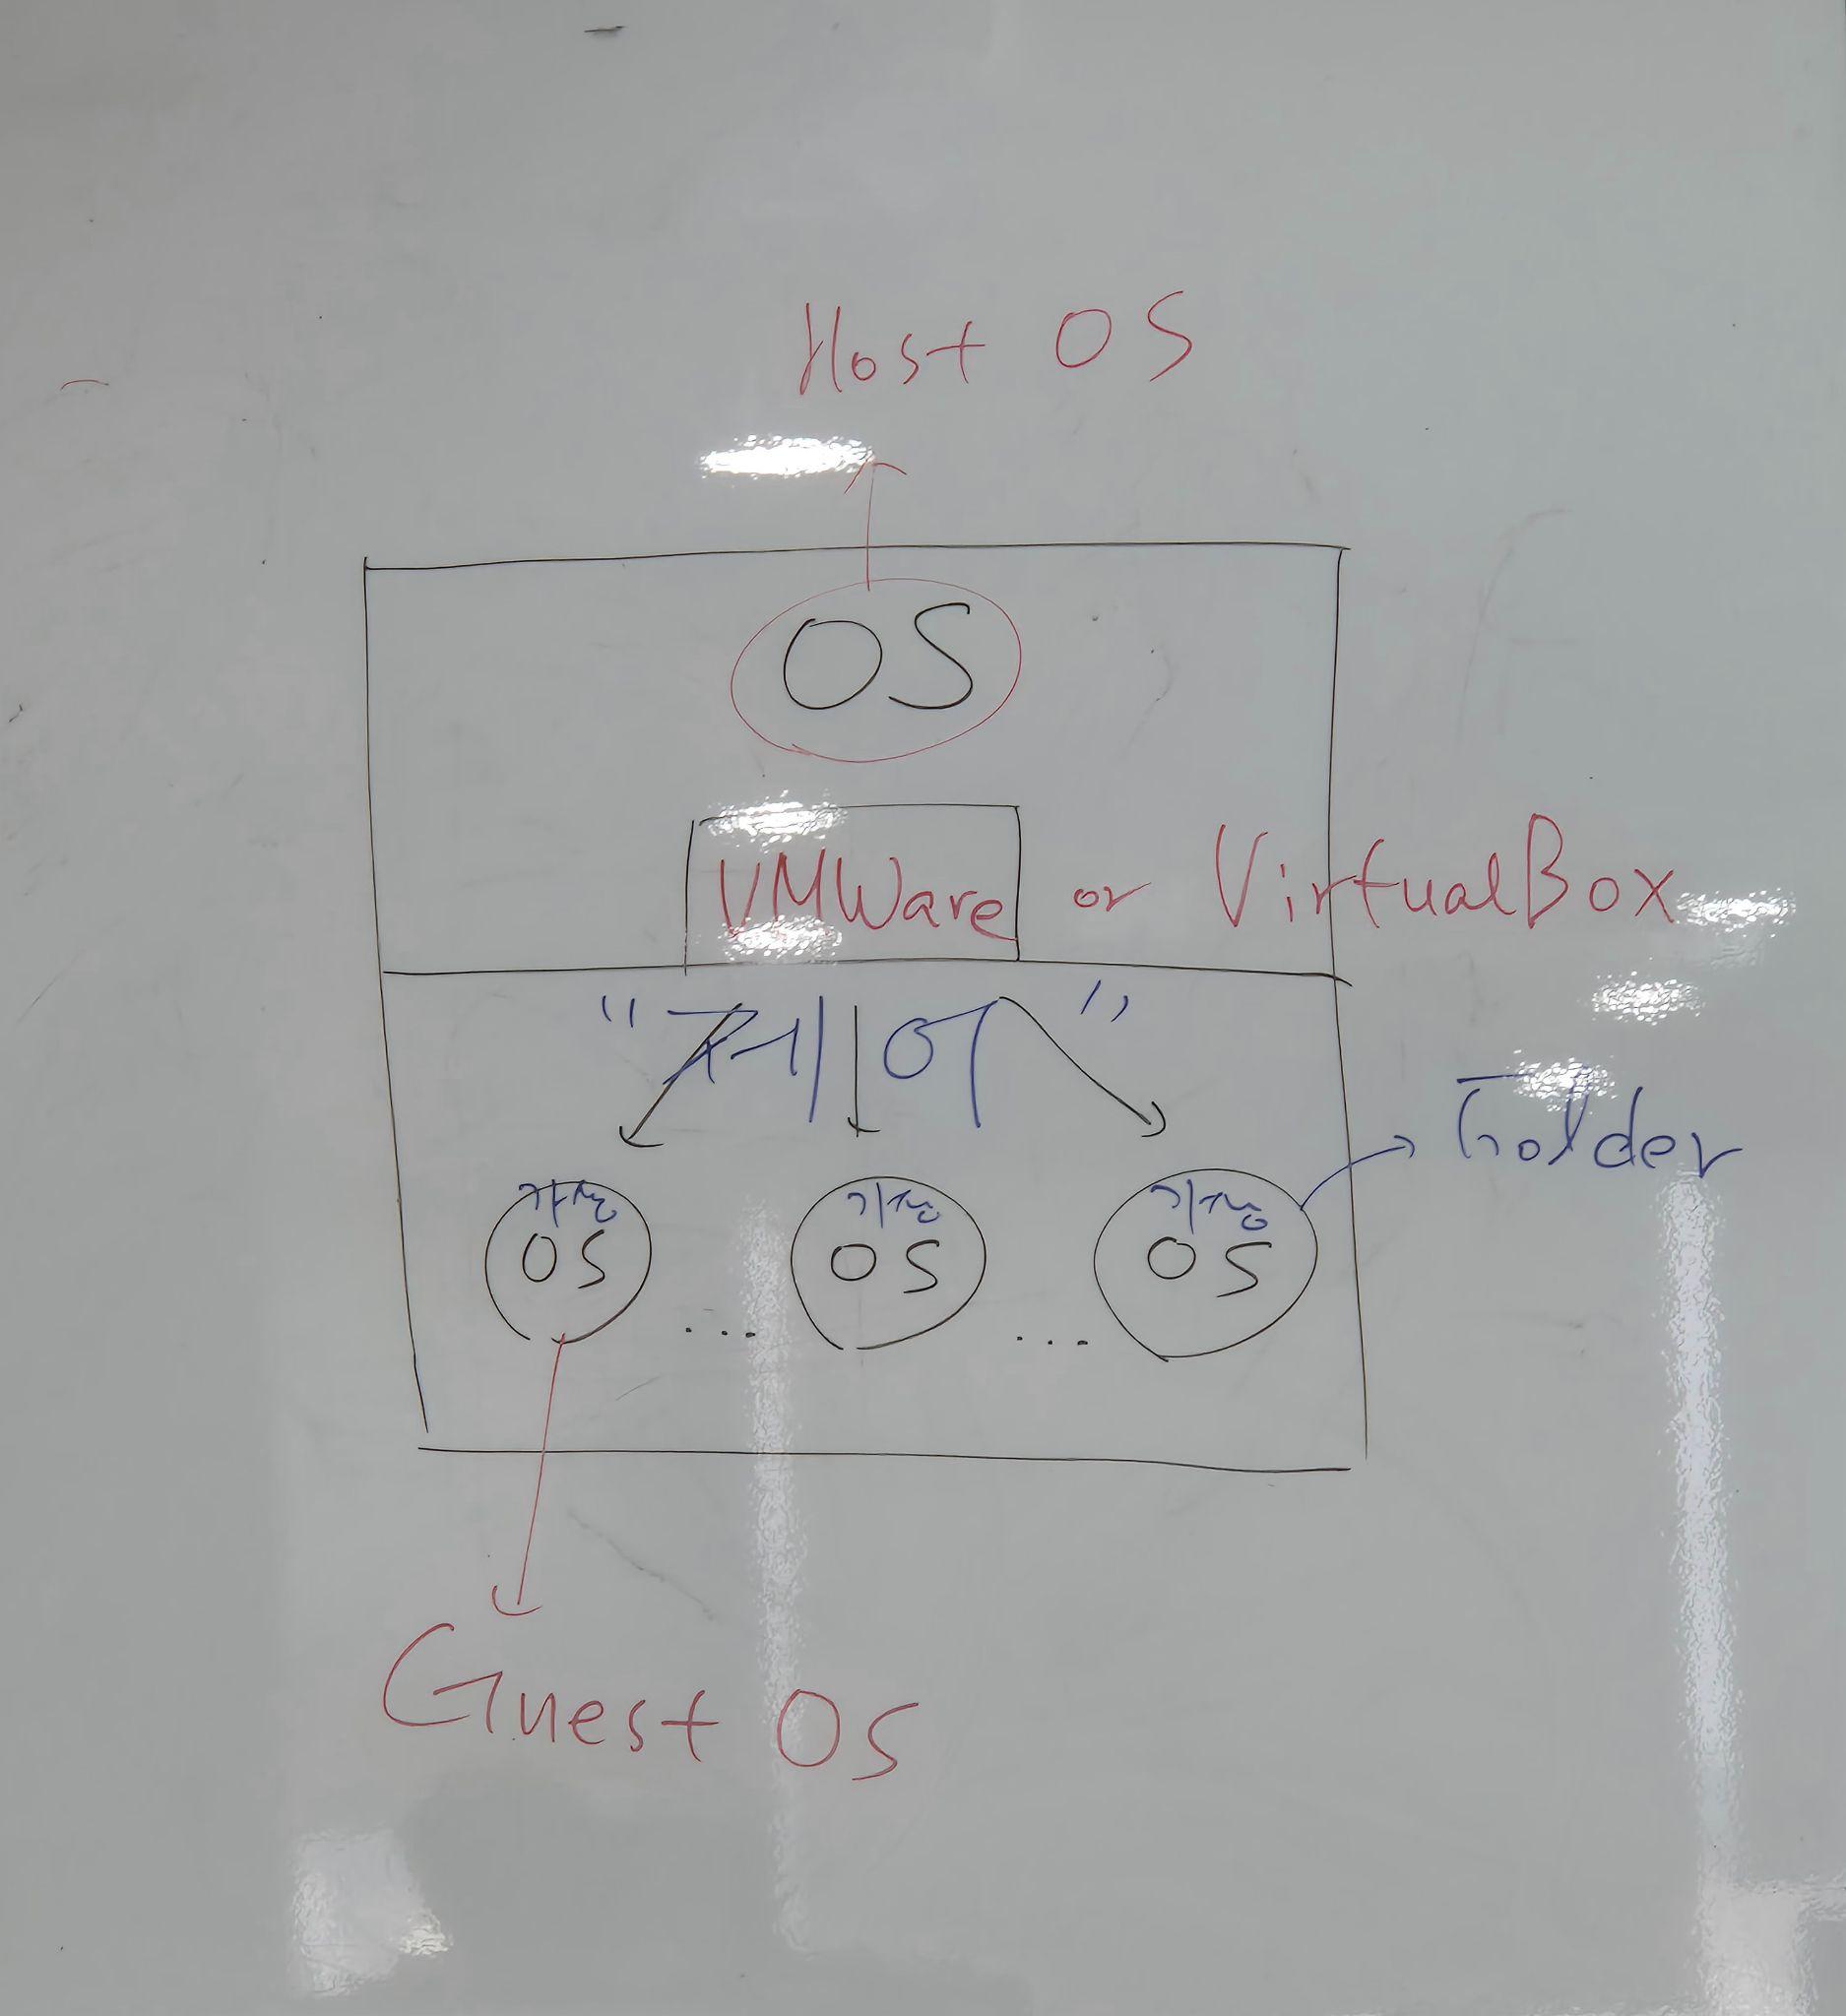 Host OS
OS
VMWare or VirtualBox
"제어"
folder
가상 가상 가상
OS ... OS ... OS
Guest OS